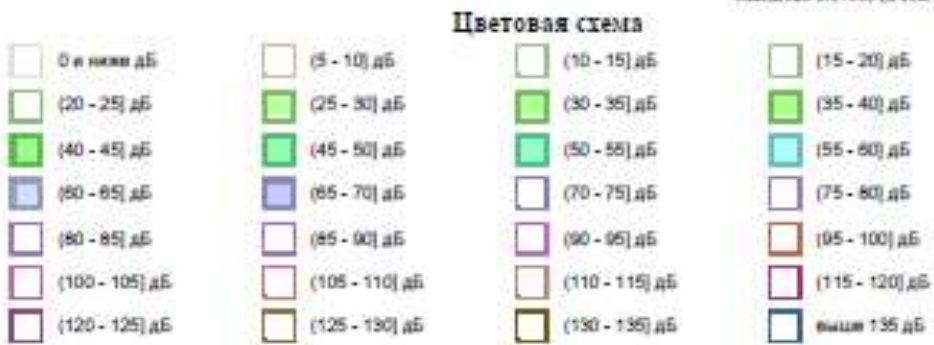 Цветовая схема
0 и ниже дБ (5 - 10] дБ (10 - 15] дБ (15 - 20] дБ
(20 - 25] дБ (25 - 30] дБ (30 - 35] дБ (35 - 40] дБ
(40 - 45] дБ (45 - 50] дБ (50 - 55] дБ (55 - 60] дБ
(60 - 65] дБ (65 - 70] дБ (70 - 75] дБ (75 - 80] дБ
(80 - 85] дБ (85 - 90] дБ (90 - 95] дБ (95 - 100] дБ
(100 - 105] дБ (105 - 110] дБ (110 - 115] дБ (115 - 120] дБ
(120 - 125] дБ (125 - 130] дБ (130 - 135] дБ выше 135 дБ